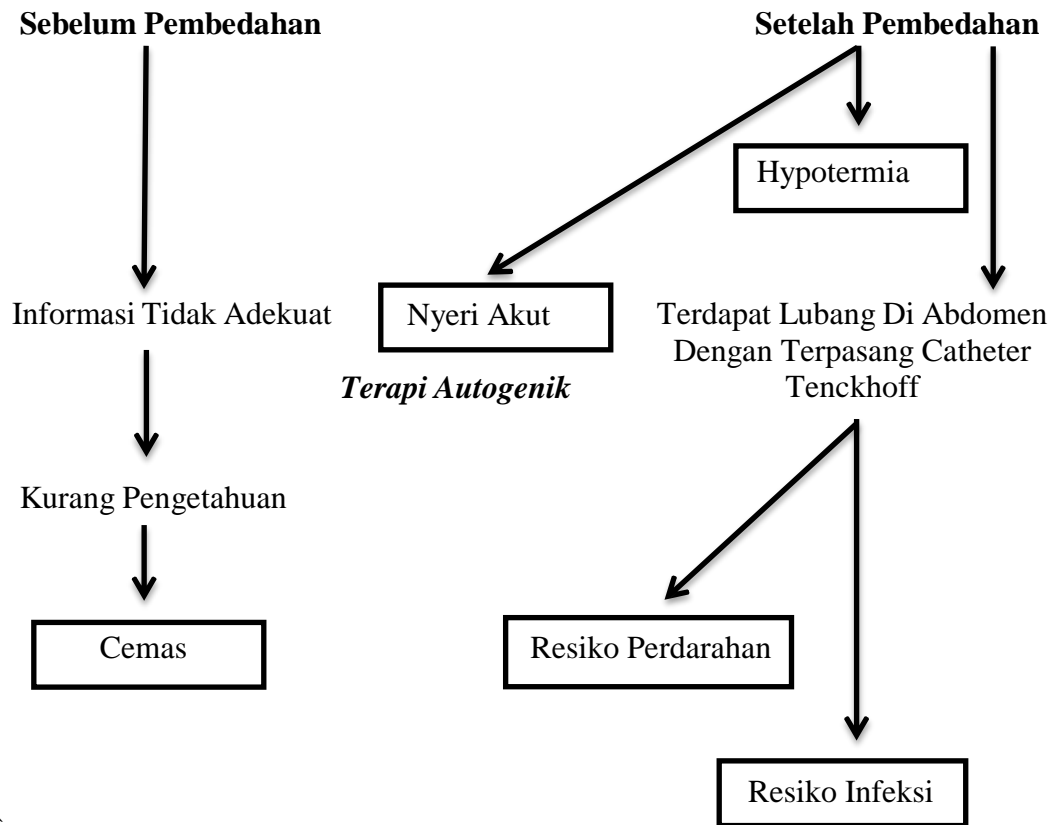 Sebelum Pembedahan
Setelah Pembedahan
Hypotermia
Informasi Tidak Adekuat
Nyeri Akut
Terdapat Lubang Di Abdomen
Dengan Terpasang Catheter
Tenckhoff
Terapi Autogenik
Kurang Pengetahuan
Cemas
Resiko Perdarahan
Resiko Infeksi